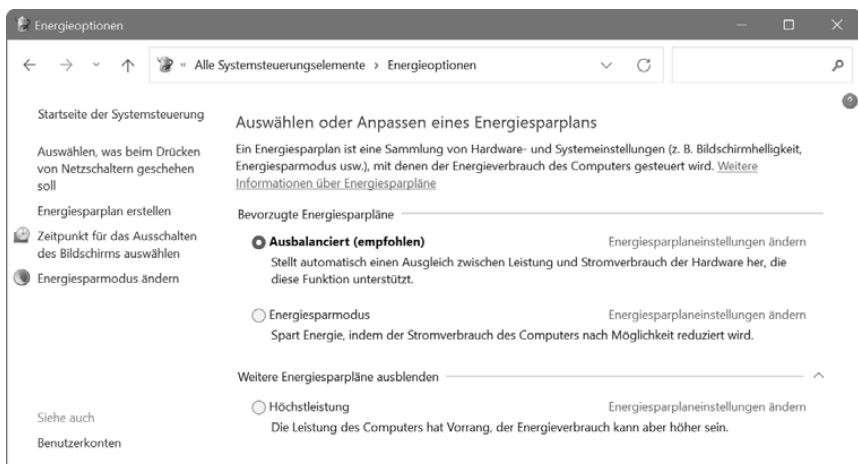 Energieoptionen
« Alle Systemsteuerungselemente › Energieoptionen
Startseite der Systemsteuerung
Auswählen, was beim Drücken
von Netzschaltern geschehen
soll
Energiesparplan erstellen
Zeitpunkt für das Ausschalten
des Bildschirms auswählen
Energiesparmodus ändern
Siehe auch
Benutzerkonten
Auswählen oder Anpassen eines Energiesparplans
Ein Energiesparplan ist eine Sammlung von Hardware- und Systemeinstellungen (z. B. Bildschirmhelligkeit,
Energiesparmodus usw.), mit denen der Energieverbrauch des Computers gesteuert wird. Weitere
Informationen über Energiesparpläne
Bevorzugte Energiesparpläne
Ausbalanciert (empfohlen) Energiesparplaneinstellungen ändern
Stellt automatisch einen Ausgleich zwischen Leistung und Stromverbrauch der Hardware her, die
diese Funktion unterstützt.
Energiesparmodus Energiesparplaneinstellungen ändern
Spart Energie, indem der Stromverbrauch des Computers nach Möglichkeit reduziert wird.
Weitere Energiesparpläne ausblenden
Höchstleistung Energiesparplaneinstellungen ändern
Die Leistung des Computers hat Vorrang, der Energieverbrauch kann aber höher sein.